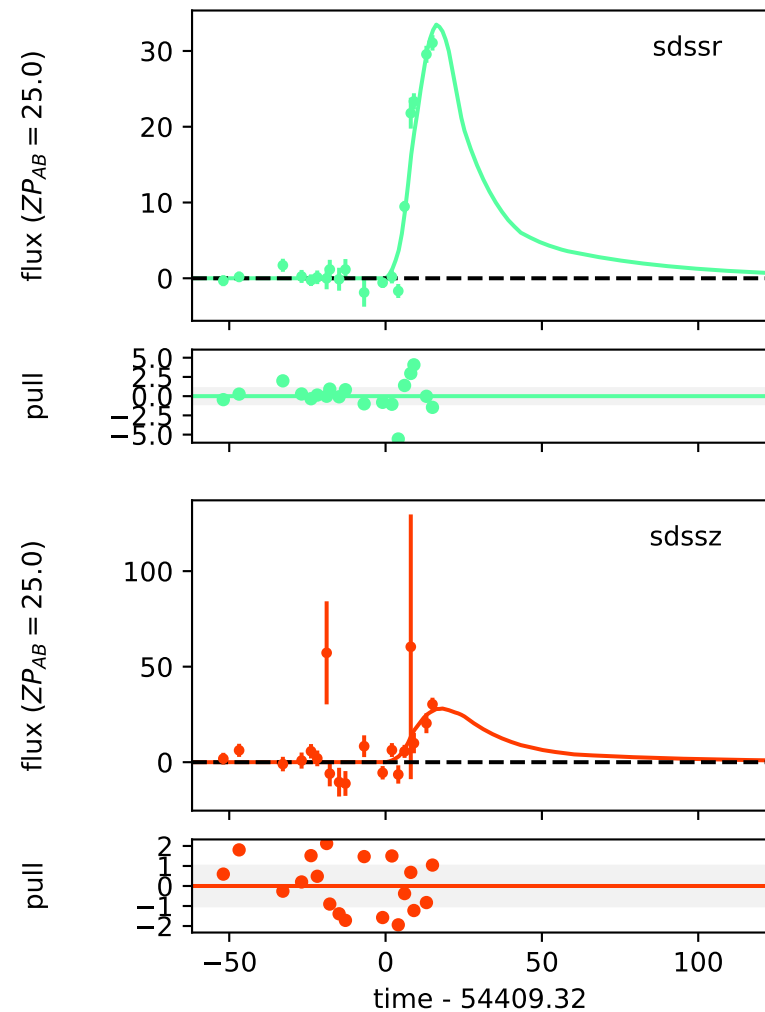 sdssr
flux (ZP_AB = 25.0)
30
20
10
0
pull
5.0
2.5
0.0
−2.5
−5.0
sdssz
flux (ZP_AB = 25.0)
100
50
0
pull
2
1
0
−1
−2
−50 0 50 100
time - 54409.32